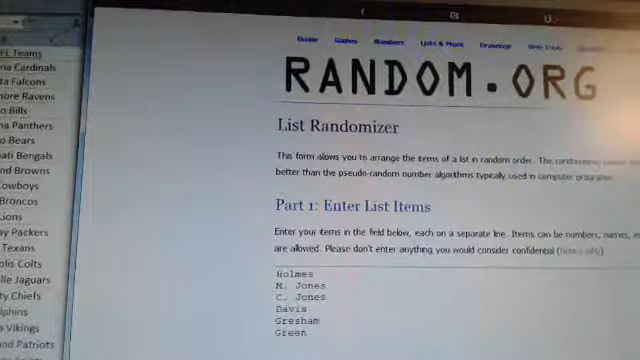 FL Teams
na Cardinals
ta Falcons
more Ravens
o Bills
na Panthers
o Bears
ati Bengals
nd Browns
Cowboys
Broncos
Lions
ay Packers
Texans
polis Colts
lle Jaguars
ty Chiefs
lphins
a Vikings
nd Patriots
Home Games Numbers Lists & More Drawings Web Tools
RANDOM.ORG
List Randomizer
This form allows you to arrange the items of a list in random order. The
better than the pseudo-random number algorithms typically used in computer programs.
Part 1: Enter List Items
Enter your items in the field below, each on a separate line. Items can be numbers, names,
are allowed. Please don't enter anything you would consider confidential
Holmes
M. Jones
C. Jones
Davis
Gresham
Green